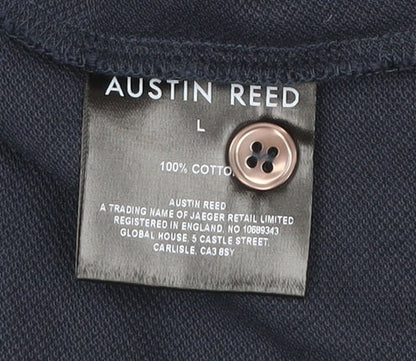 AUSTIN REED
L
100% COTTO
AUSTIN REED
A TRADING NAME OF JAEGER RETAIL LIMITED
REGISTERED IN ENGLAND, NO 10689343
GLOBAL HOUSE, 5 CASTLE STREET,
CARLISLE, CA3 8SY